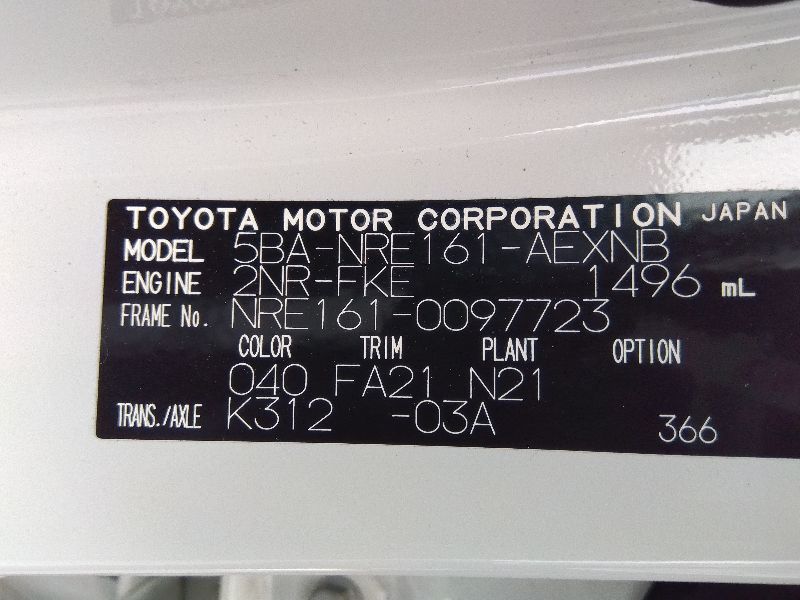 TOYOTA MOTOR CORPORATION JAPAN
MODEL 5BA-NRE161-AEXNB
ENGINE 2NR-FKE 1496 mL
FRAME No. NRE161-0097723
COLOR TRIM PLANT OPTION
040 FA21 N21
TRANS./AXLE K312 -03A 366